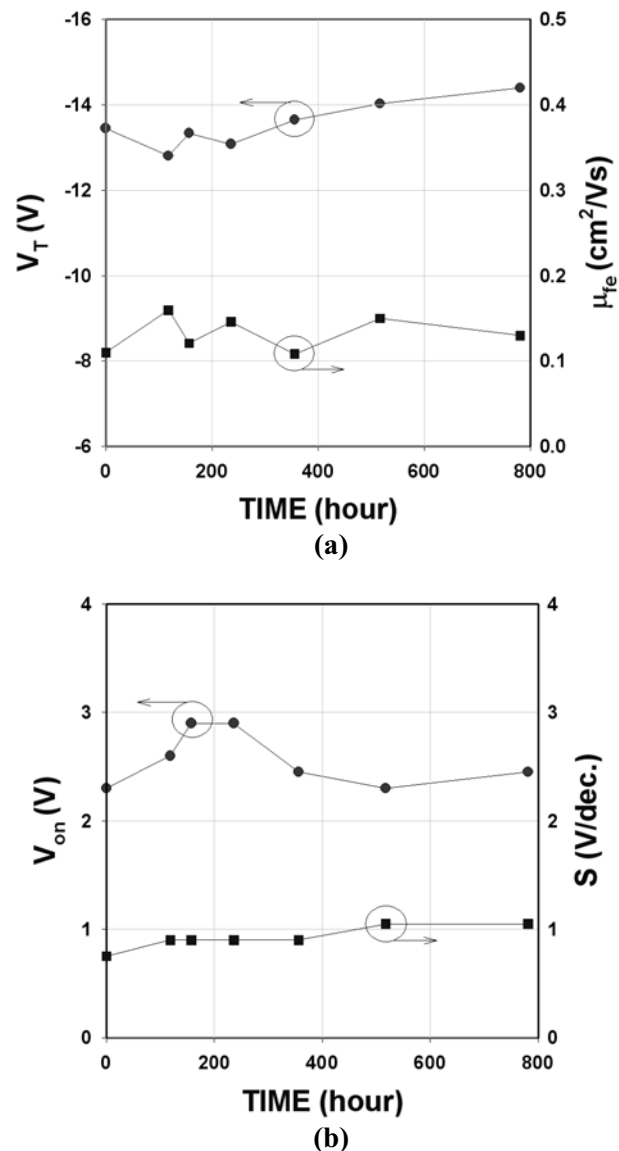 -16
-14
-12
-10
-8
-6
V_T (V)
0.5
0.4
0.3
0.2
0.1
0.0
μ_fe (cm²/Vs)
0 200 400 600 800
TIME (hour)
(a)
4
3
2
1
0
V_on (V)
4
3
2
1
0
S (V/dec.)
0 200 400 600 800
TIME (hour)
(b)